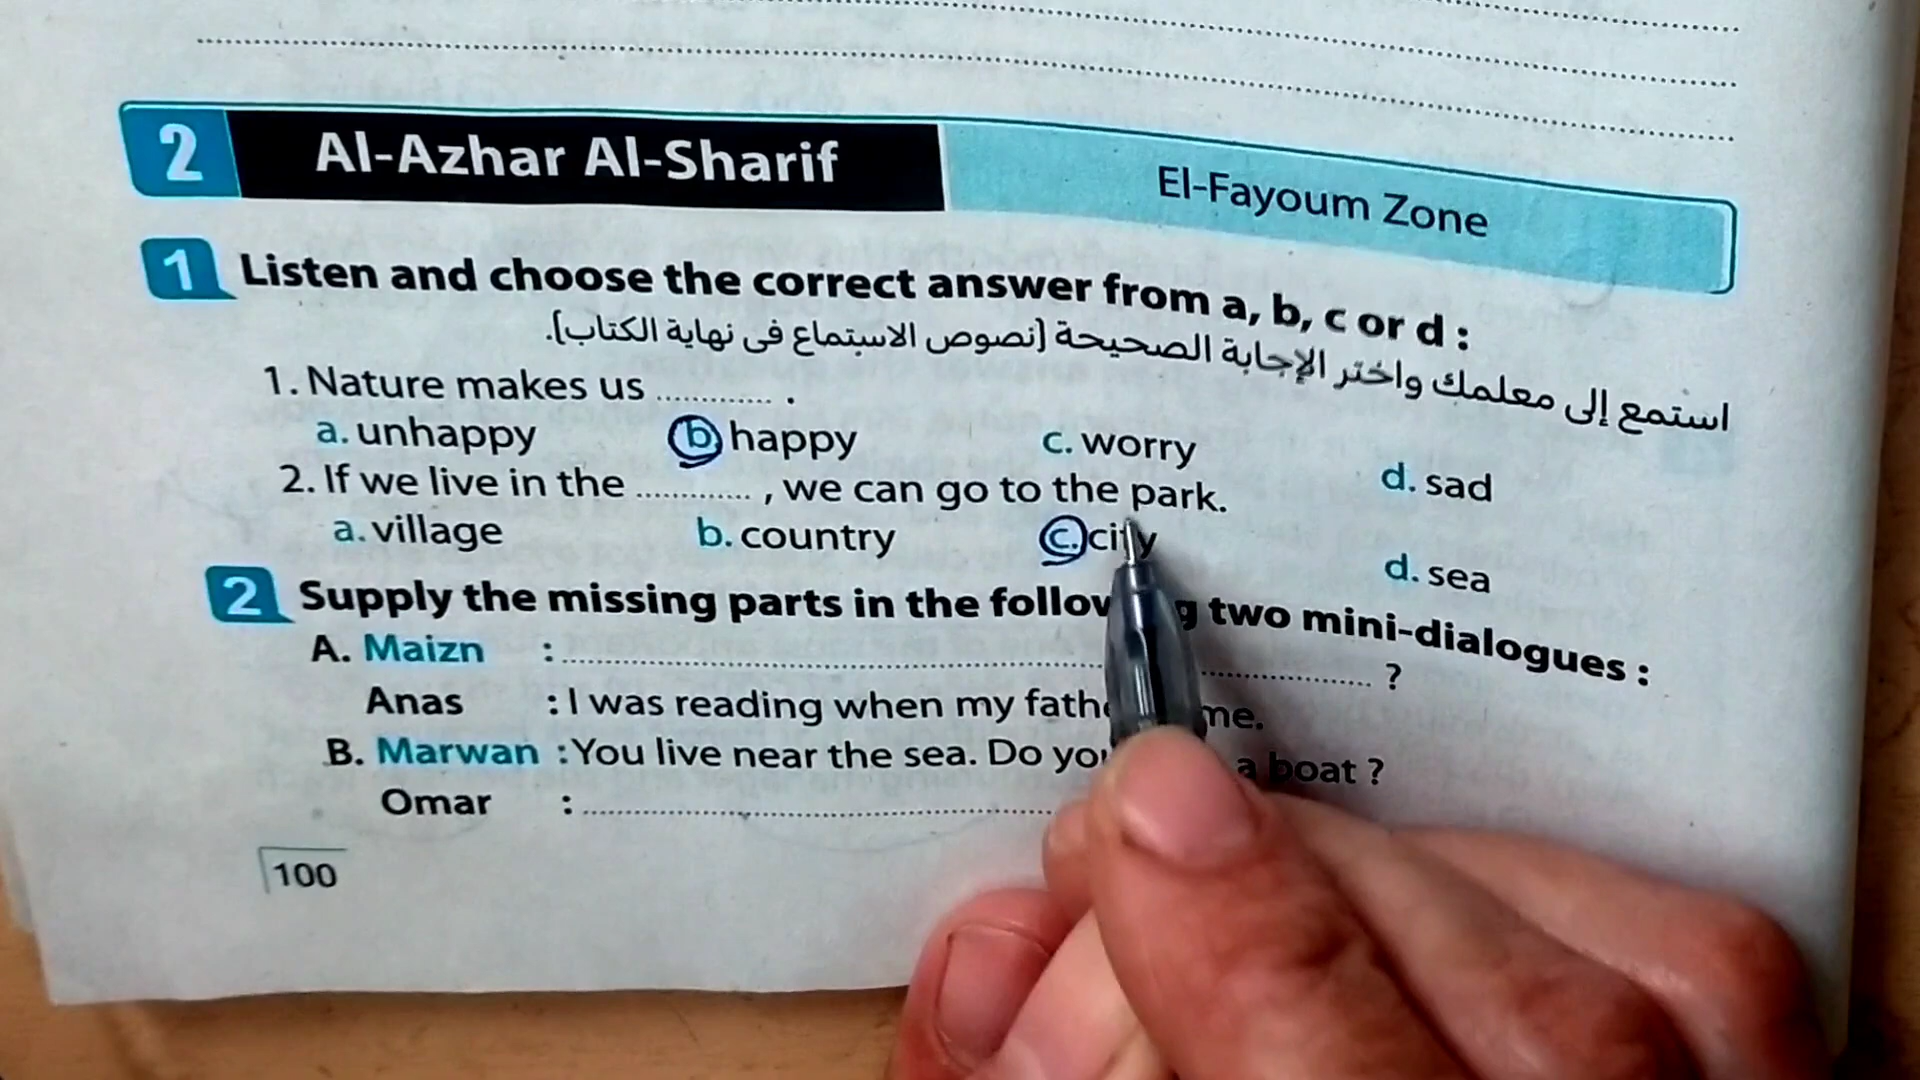 2 Al-Azhar Al-Sharif El-Fayoum Zone
1 Listen and choose the correct answer from a, b, c or d :
استمع إلى معلمك واختر الإجابة الصحيحة [نصوص الاستماع فى نهاية الكتاب].
1. Nature makes us ............ .
a. unhappy b. happy c. worry d. sad
2. If we live in the ............ , we can go to the park.
a. village b. country c. city d. sea
2 Supply the missing parts in the following two mini-dialogues :
A. Maizn : ............ ?
Anas : I was reading when my father
B. Marwan : You live near the sea. Do you a boat ?
Omar : ............
100